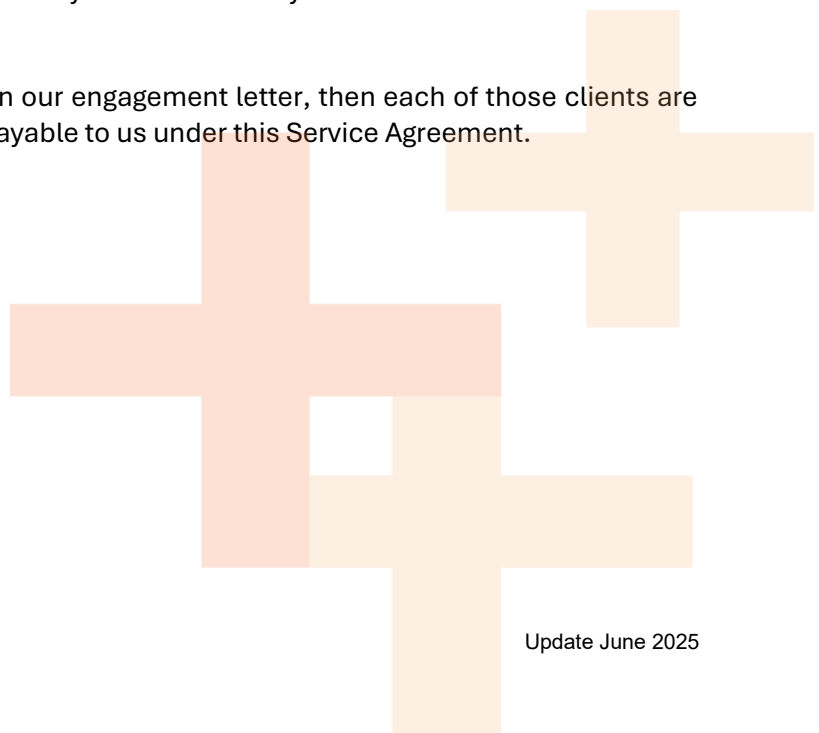 n our engagement letter, then each of those clients are
ayable to us under this Service Agreement.
Update June 2025